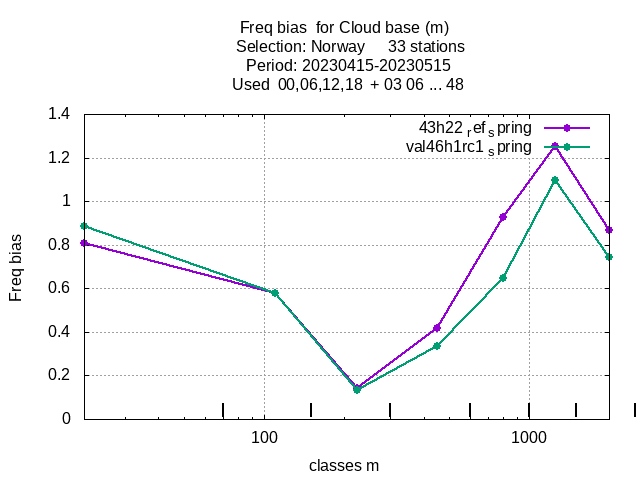 Freq bias for Cloud base (m)
Selection: Norway 33 stations
Period: 20230415-20230515
Used 00,06,12,18 + 03 06 ... 48
43h22 ref spring
val46h1rc1 spring
1.4
1.2
1
0.8
0.6
0.4
0.2
0
Freq bias
100
1000
classes m